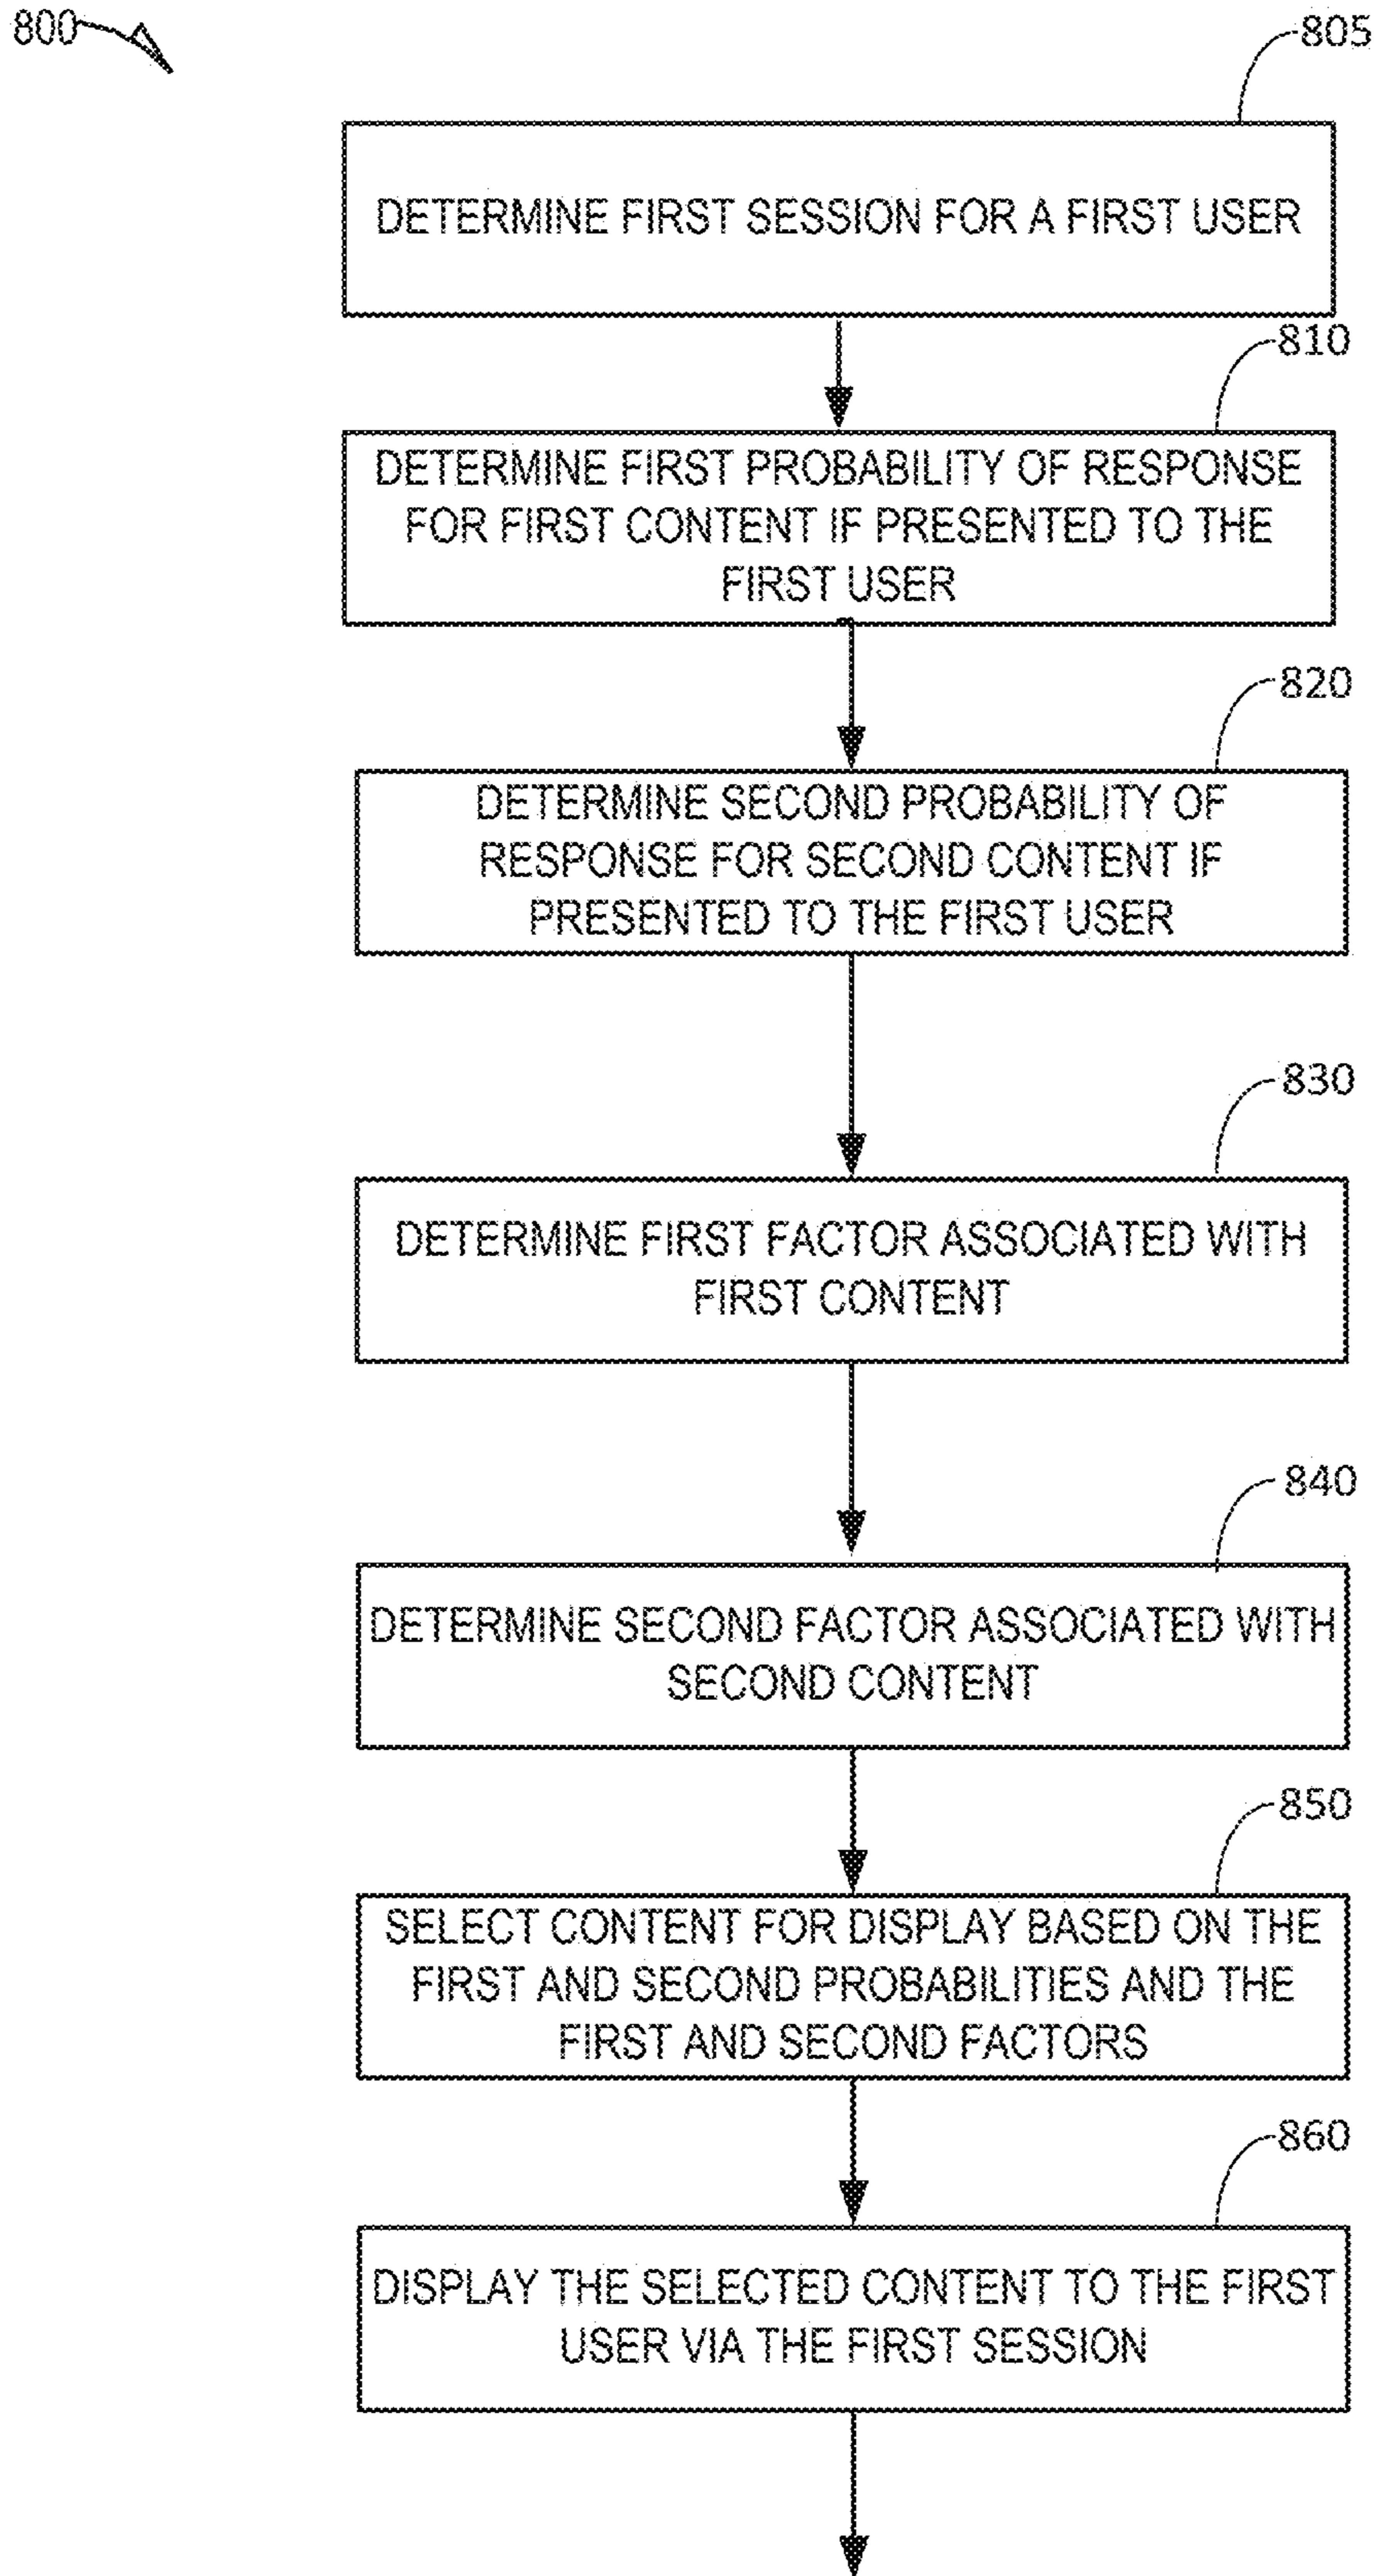 800
805
DETERMINE FIRST SESSION FOR A FIRST USER
810
DETERMINE FIRST PROBABILITY OF RESPONSE
FOR FIRST CONTENT IF PRESENTED TO THE
FIRST USER
820
DETERMINE SECOND PROBABILITY OF
RESPONSE FOR SECOND CONTENT IF
PRESENTED TO THE FIRST USER
830
DETERMINE FIRST FACTOR ASSOCIATED WITH
FIRST CONTENT
840
DETERMINE SECOND FACTOR ASSOCIATED WITH
SECOND CONTENT
850
SELECT CONTENT FOR DISPLAY BASED ON THE
FIRST AND SECOND PROBABILITIES AND THE
FIRST AND SECOND FACTORS
860
DISPLAY THE SELECTED CONTENT TO THE FIRST
USER VIA THE FIRST SESSION